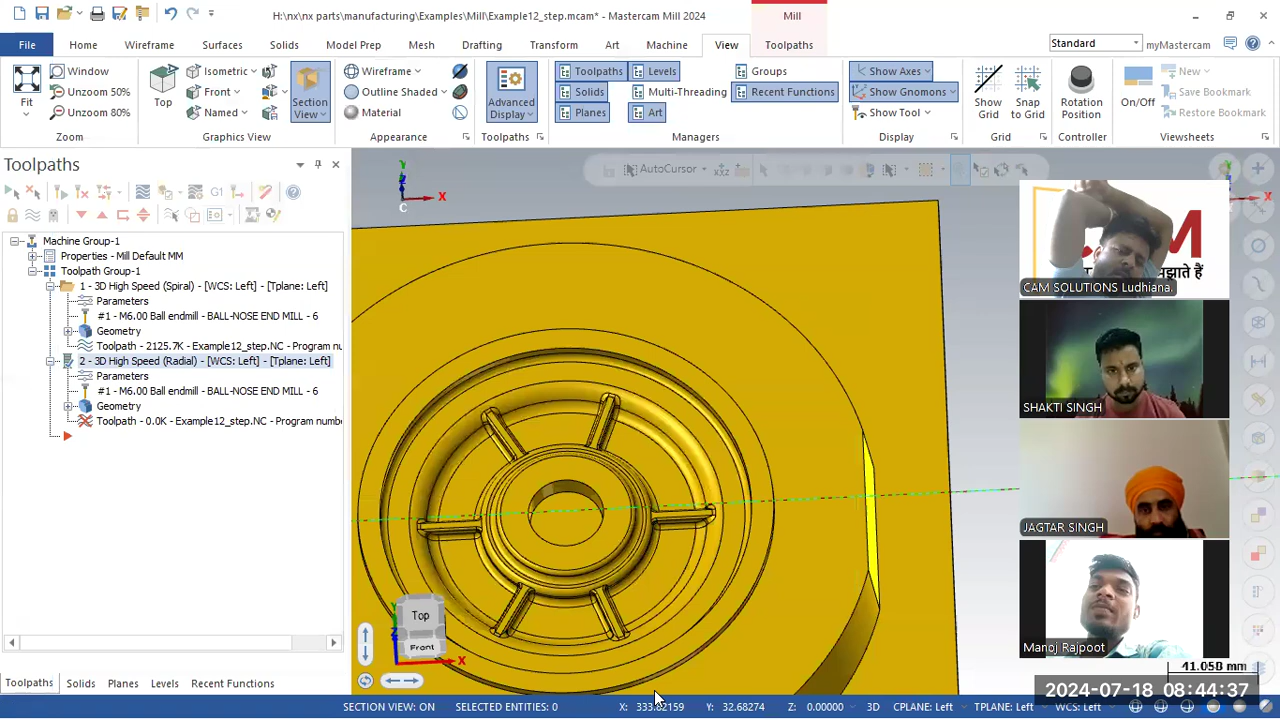 H:\nx\nx parts\manufacturing\Examples\Mill\Example12_step.mcam* - Mastercam Mill 2024
Mill
File
Home
Wireframe
Surfaces
Solids
Model Prep
Mesh
Drafting
Transform
Art
Machine
View
Toolpaths
Standard
myMastercam
Fit
Window
Unzoom 50%
Unzoom 80%
Zoom
Top
Isometric
Front
Named
Graphics View
Section View
Wireframe
Outline Shaded
Material
Appearance
Advanced Display
Toolpaths
Toolpaths
Solids
Planes
Levels
Multi-Threading
Art
Groups
Recent Functions
Managers
Show Axes
Show Gnomons
Show Tool
Display
Show Grid
Snap to Grid
Grid
Rotation Position
Controller
On/Off
New
Save Bookmark
Restore Bookmark
Viewsheets
Toolpaths
AutoCursor
G1
Machine Group-1
Properties - Mill Default MM
Toolpath Group-1
1 - 3D High Speed (Spiral) - [WCS: Left] - [Tplane: Left]
Parameters
#1 - M6.00 Ball endmill - BALL-NOSE END MILL - 6
Geometry
Toolpath - 2125.7K - Example12_step.NC - Program nu
2 - 3D High Speed (Radial) - [WCS: Left] - [Tplane: Left]
Parameters
#1 - M6.00 Ball endmill - BALL-NOSE END MILL - 6
Geometry
Toolpath - 0.0K - Example12_step.NC - Program numbe
Y
Z
X
C
X
M
CAM SOLUTIONS Ludhiana.
SHAKTI SINGH
JAGTAR SINGH
Manoj Rajpoot
Top
Front
X
41.058 mm
2024-07-18 08:44:37
Toolpaths
Solids
Planes
Levels
Recent Functions
SECTION VIEW: ON
SELECTED ENTITIES: 0
X: 333.62159
Y: 32.68274
Z: 0.00000
3D
CPLANE: Left
TPLANE: Left
WCS: Left